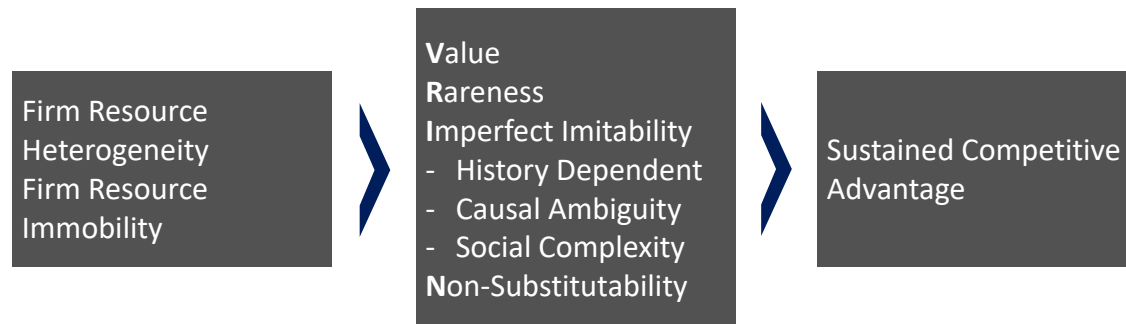 Firm Resource
Heterogeneity
Firm Resource
Immobility
Value
Rareness
Imperfect Imitability
- History Dependent
- Causal Ambiguity
- Social Complexity
Non-Substitutability
Sustained Competitive
Advantage